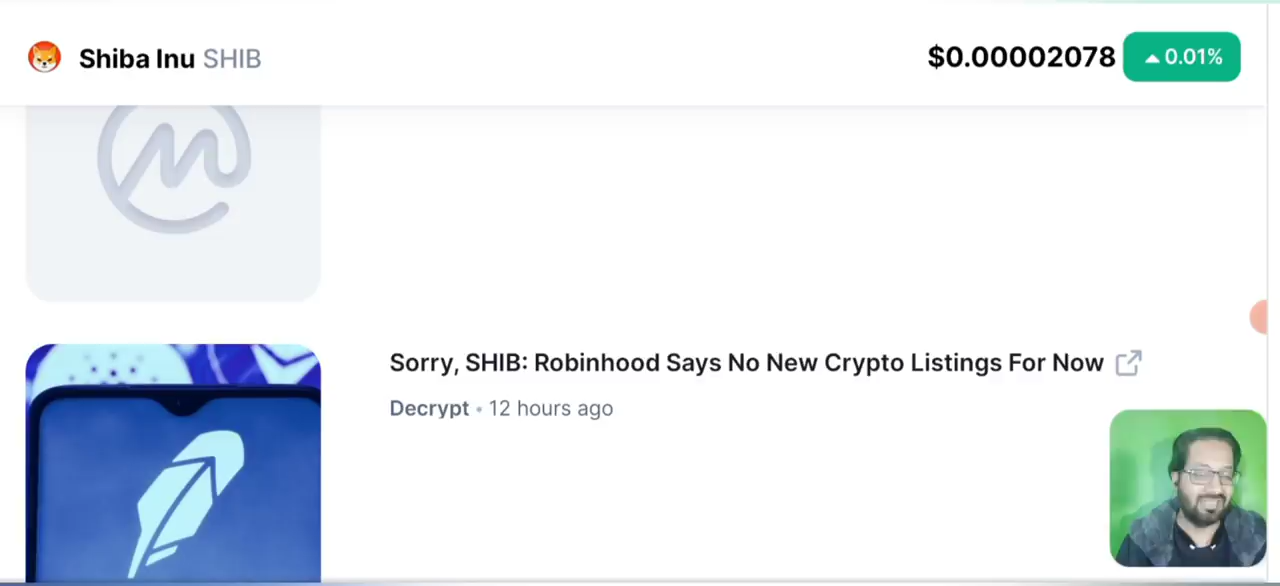 Shiba Inu SHIB
$0.00002078
0.01%
Sorry, SHIB: Robinhood Says No New Crypto Listings For Now
Decrypt • 12 hours ago